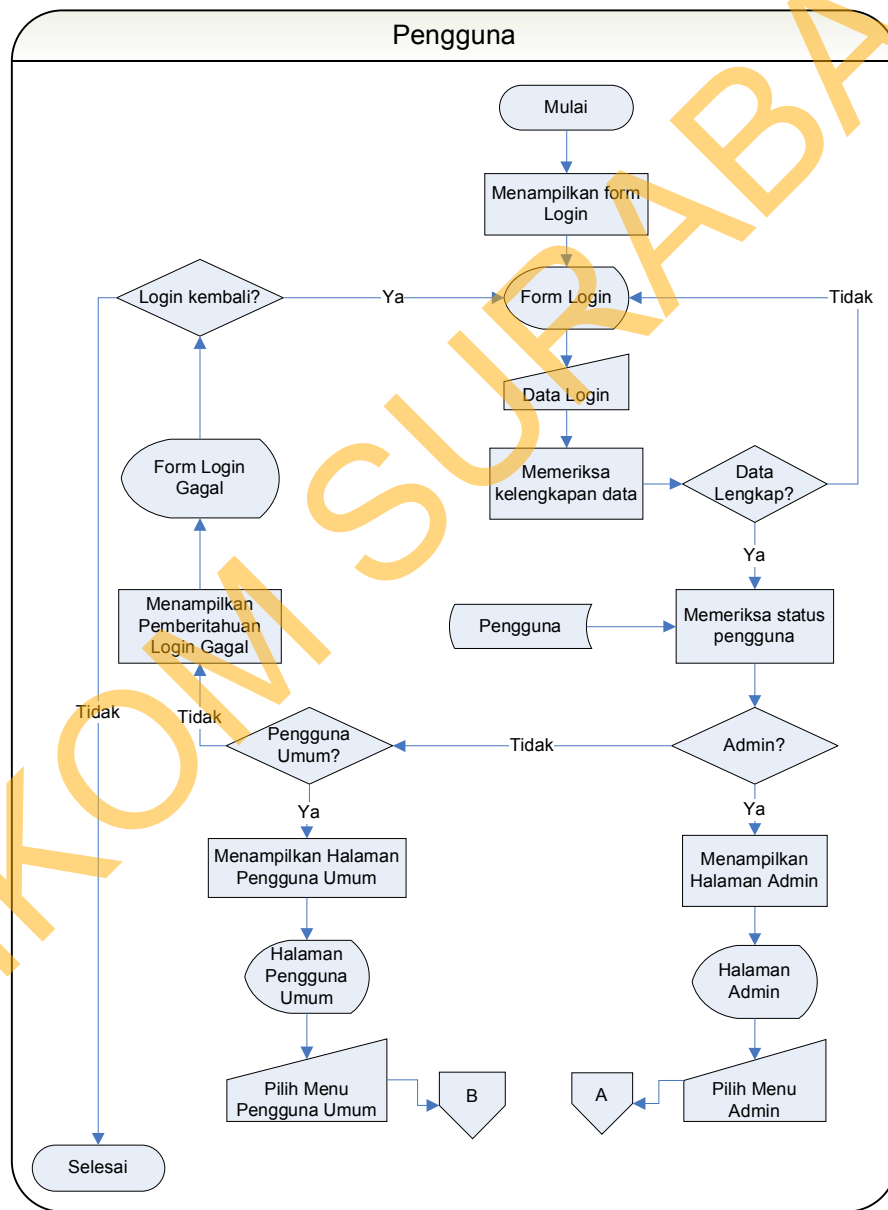 Pengguna
Mulai
Menampilkan form
Login
Login kembali?
Ya
Form Login
Tidak
Data Login
Form Login
Gagal
Memeriksa
kelengkapan data
Data
Lengkap?
Ya
Menampilkan
Pemberitahuan
Login Gagal
Pengguna
Memeriksa status
pengguna
Tidak
Tidak
Pengguna
Umum?
Tidak
Admin?
Ya
Ya
Menampilkan Halaman
Pengguna Umum
Menampilkan
Halaman Admin
Halaman
Pengguna
Umum
Halaman
Admin
Pilih Menu
Pengguna Umum
B
A
Pilih Menu
Admin
Selesai
IKOM SURABA